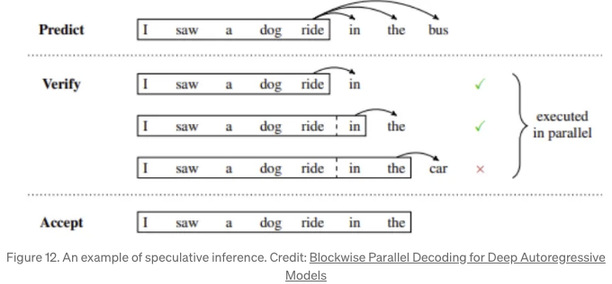 Predict I saw a dog ride in the bus
Verify I saw a dog ride in ✓
I saw a dog ride in the ✓
I saw a dog ride in the car ×
executed
in parallel
Accept I saw a dog ride in the
Figure 12. An example of speculative inference. Credit: Blockwise Parallel Decoding for Deep Autoregressive
Models